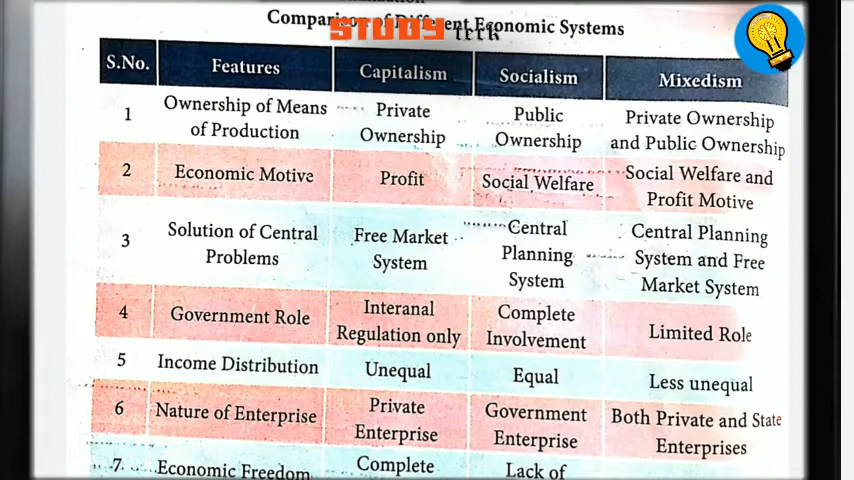 Comparison of Different Economic Systems
STUDY tetk
S.No. Features Capitalism Socialism Mixedism
1 Ownership of Means of Production Private Ownership Public Ownership Private Ownership and Public Ownership
2 Economic Motive Profit Social Welfare Social Welfare and Profit Motive
3 Solution of Central Problems Free Market System Central Planning System Central Planning System and Free Market System
4 Government Role Interanal Regulation only Complete Involvement Limited Role
5 Income Distribution Unequal Equal Less unequal
6 Nature of Enterprise Private Enterprise Government Enterprise Both Private and State Enterprises
7 Economic Freedom Complete Lack of